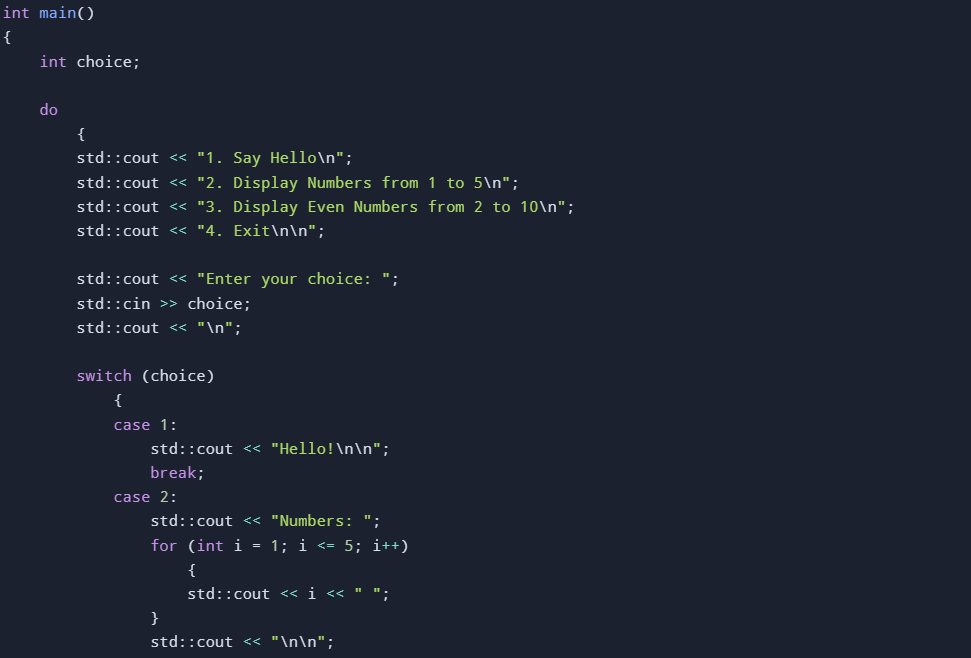 int main()
{
    int choice;

    do
        {
        std::cout << "1. Say Hello\n";
        std::cout << "2. Display Numbers from 1 to 5\n";
        std::cout << "3. Display Even Numbers from 2 to 10\n";
        std::cout << "4. Exit\n\n";

        std::cout << "Enter your choice: ";
        std::cin >> choice;
        std::cout << "\n";

        switch (choice)
            {
            case 1:
                std::cout << "Hello!\n\n";
                break;
            case 2:
                std::cout << "Numbers: ";
                for (int i = 1; i <= 5; i++)
                    {
                    std::cout << i << " ";
                }
                std::cout << "\n\n";